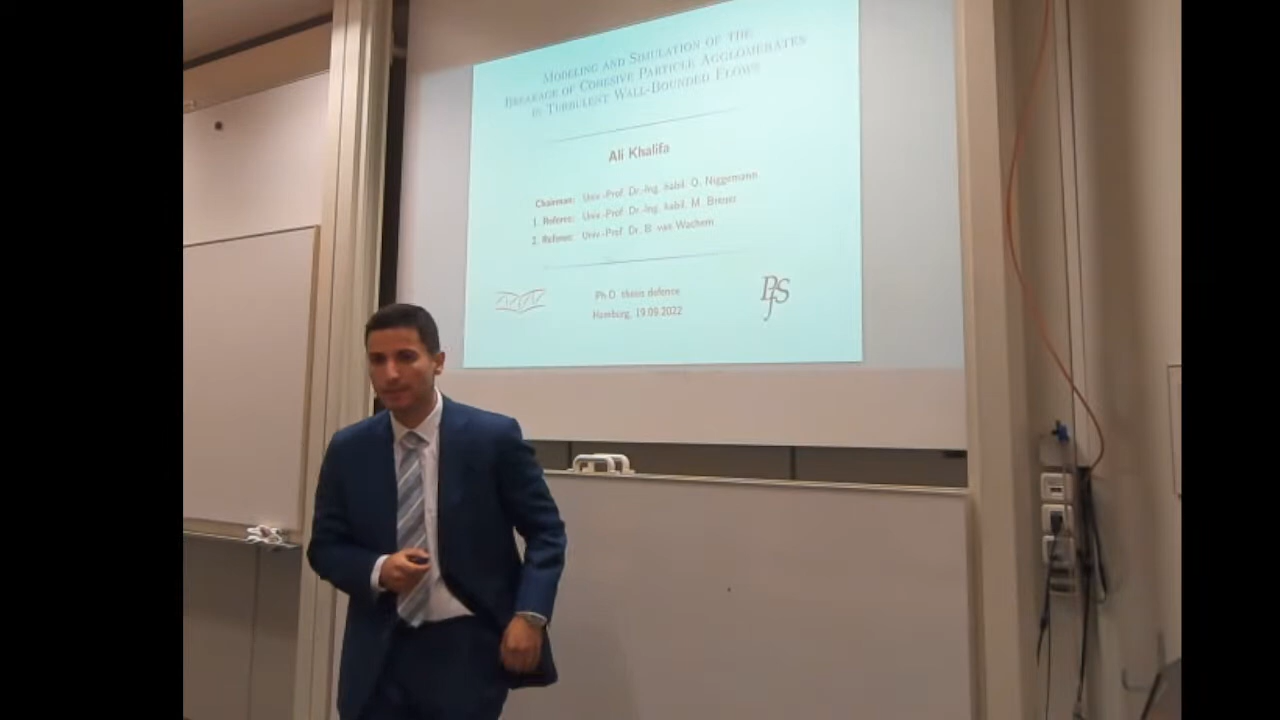 MODELING AND SIMULATION OF THE
BREAKAGE OF COHESIVE PARTICLE AGGLOMERATES
IN TURBULENT WALL-BOUNDED FLOWS
Ali Khalifa
Chairman: Univ.-Prof. Dr.-Ing. habil. O. Niggemann
1. Referee: Univ.-Prof. Dr.-Ing. habil. M. Breuer
2. Referee: Univ.-Prof. Dr. B. van Wachem
Ph.D. thesis defence
Hamburg, 19.09.2022
PfS